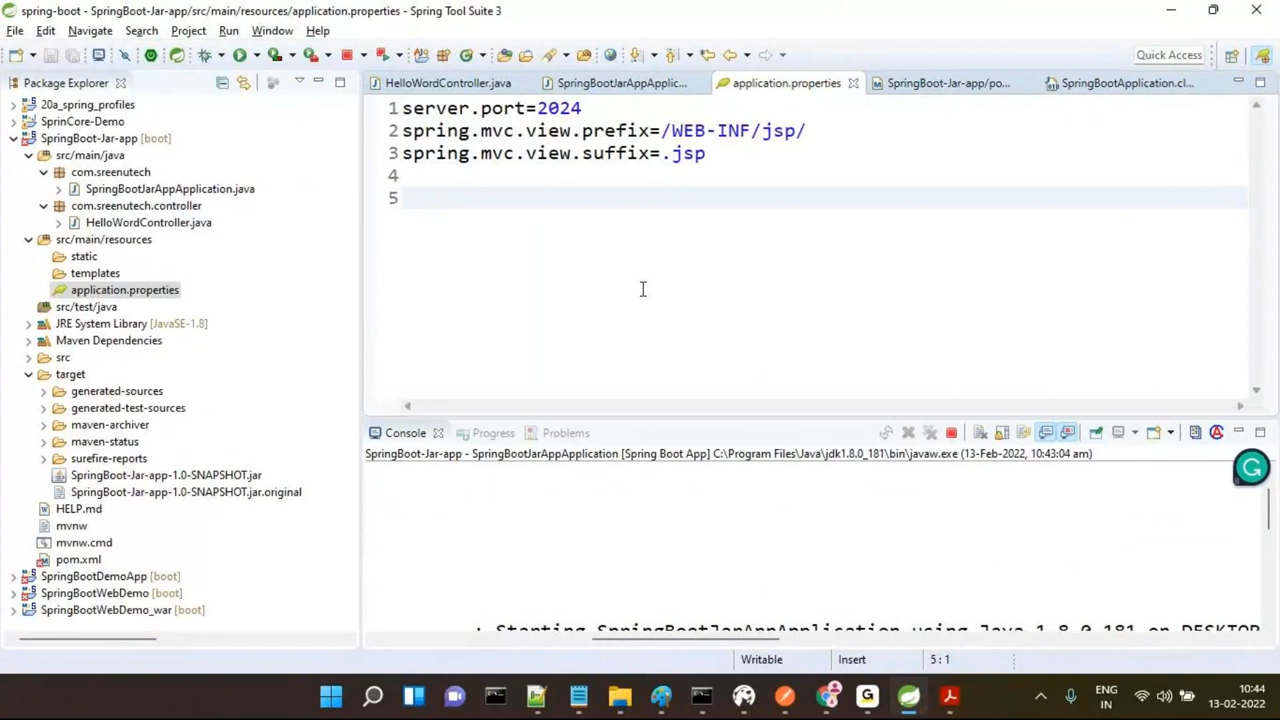 spring-boot - SpringBoot-Jar-app/src/main/resources/application.properties - Spring Tool Suite 3
File Edit Navigate Search Project Run Window Help
Quick Access
Package Explorer
HelloWordController.java
SpringBootJarAppApplic...
application.properties
SpringBoot-Jar-app/po...
SpringBootApplication.cl...
20a_spring_profiles
SprinCore-Demo
SpringBoot-Jar-app [boot]
src/main/java
com.sreenutech
SpringBootJarAppApplication.java
com.sreenutech.controller
HelloWordController.java
src/main/resources
static
templates
application.properties
src/test/java
JRE System Library [JavaSE-1.8]
Maven Dependencies
src
target
generated-sources
generated-test-sources
maven-archiver
maven-status
surefire-reports
SpringBoot-Jar-app-1.0-SNAPSHOT.jar
SpringBoot-Jar-app-1.0-SNAPSHOT.jar.original
HELP.md
mvnw
mvnw.cmd
pom.xml
SpringBootDemoApp [boot]
SpringBootWebDemo [boot]
SpringBootWebDemo_war [boot]
1 server.port=2024
2 spring.mvc.view.prefix=/WEB-INF/jsp/
3 spring.mvc.view.suffix=.jsp
4
5
Console Progress Problems
SpringBoot-Jar-app - SpringBootJarAppApplication [Spring Boot App] C:\Program Files\Java\jdk1.8.0_181\bin\javaw.exe (13-Feb-2022, 10:43:04 am)
: Starting SpringBootJarAppApplication using Java 1.8.0_181 on DESKTOP
Writable Insert 5:1
ENG
IN
10:44
13-02-2022